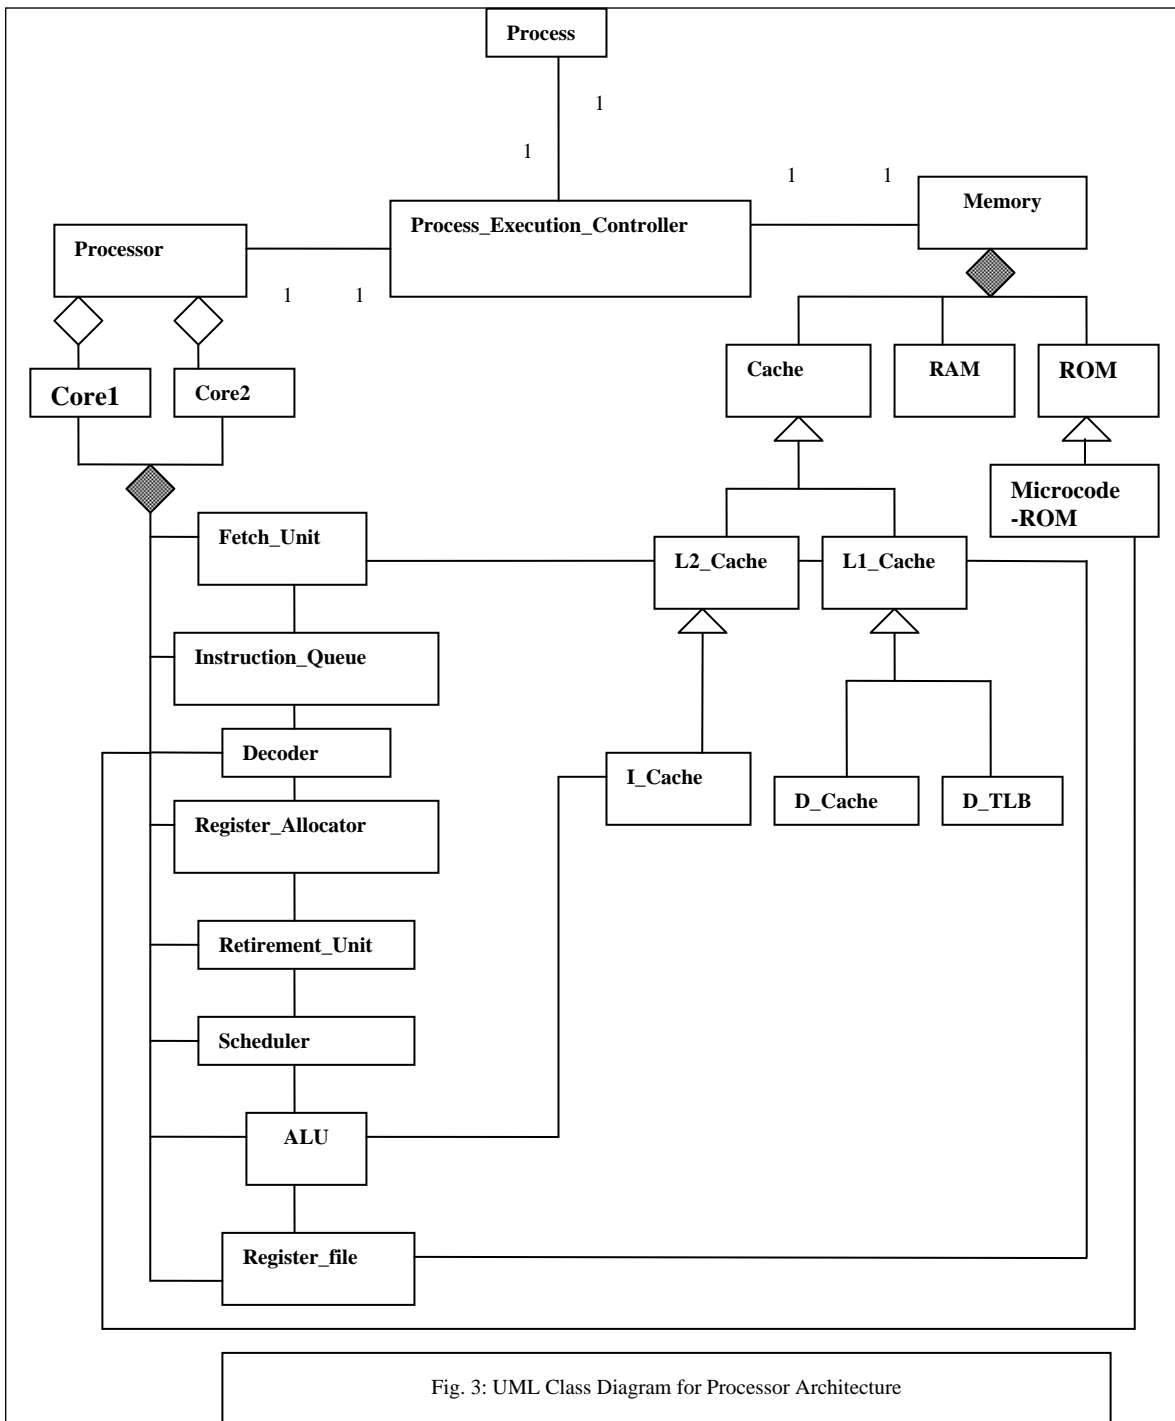 Process
1
1
1 1
Memory
Process_Execution_Controller
Processor
1 1
Cache
RAM
ROM
Core1
Core2
Microcode
-ROM
Fetch_Unit
L2_Cache
L1_Cache
Instruction_Queue
Decoder
I_Cache
D_Cache
D_TLB
Register_Allocator
Retirement_Unit
Scheduler
ALU
Register_file
Fig. 3: UML Class Diagram for Processor Architecture